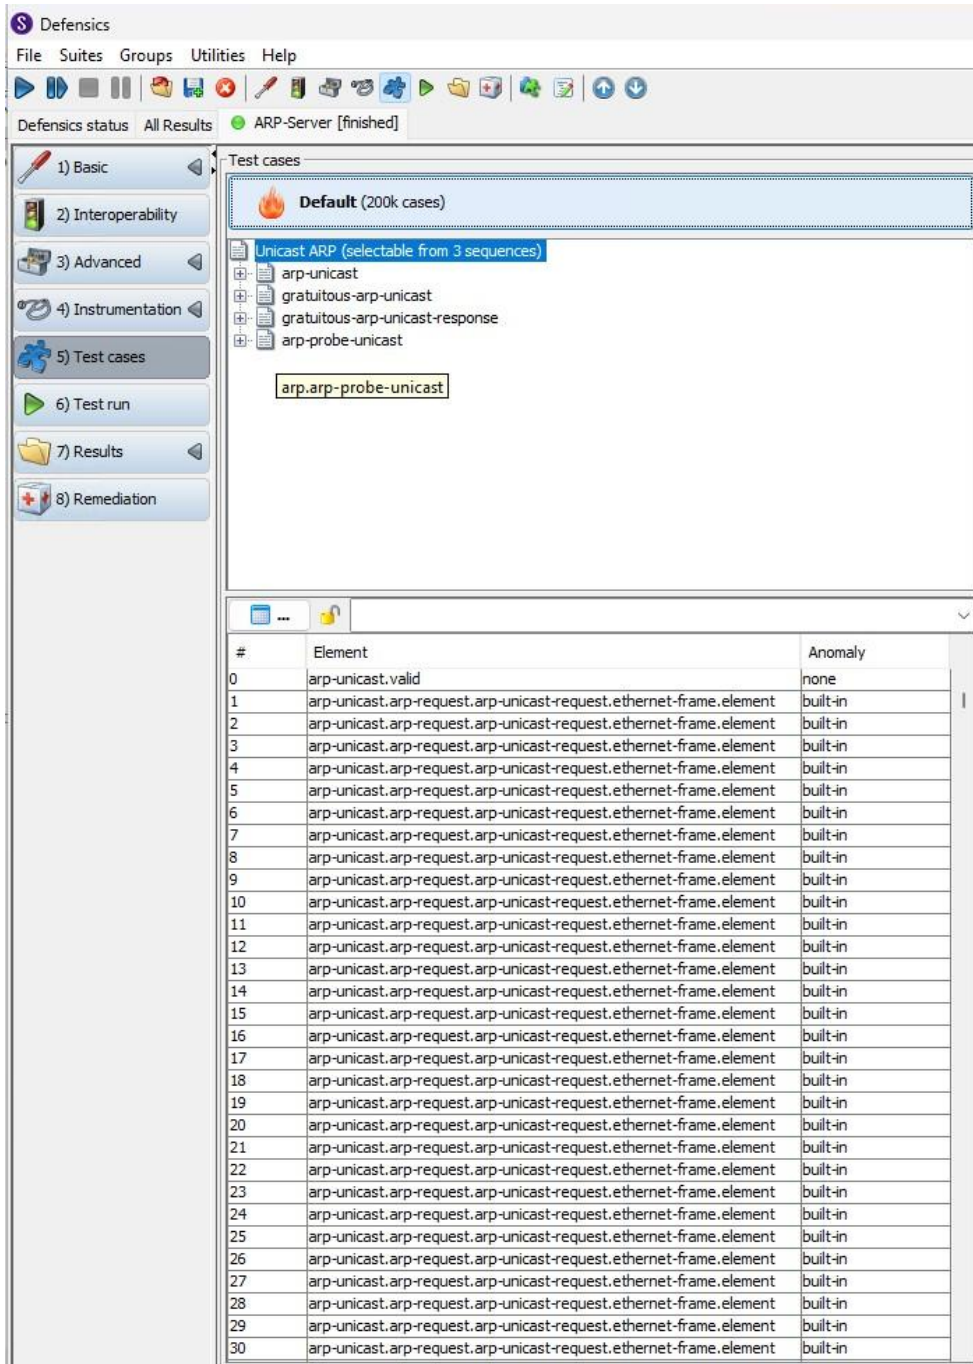 Defensics
File Suites Groups Utilities Help
Defensics status All Results ARP-Server [finished]
1) Basic
2) Interoperability
3) Advanced
4) Instrumentation
5) Test cases
6) Test run
7) Results
8) Remediation
Test cases
Default (200k cases)
Unicast ARP (selectable from 3 sequences)
arp-unicast
gratuitous-arp-unicast
gratuitous-arp-unicast-response
arp-probe-unicast
arp.arp-probe-unicast
...
# Element Anomaly
0 arp-unicast.valid none
1 arp-unicast.arp-request.arp-unicast-request.ethernet-frame.element built-in
2 arp-unicast.arp-request.arp-unicast-request.ethernet-frame.element built-in
3 arp-unicast.arp-request.arp-unicast-request.ethernet-frame.element built-in
4 arp-unicast.arp-request.arp-unicast-request.ethernet-frame.element built-in
5 arp-unicast.arp-request.arp-unicast-request.ethernet-frame.element built-in
6 arp-unicast.arp-request.arp-unicast-request.ethernet-frame.element built-in
7 arp-unicast.arp-request.arp-unicast-request.ethernet-frame.element built-in
8 arp-unicast.arp-request.arp-unicast-request.ethernet-frame.element built-in
9 arp-unicast.arp-request.arp-unicast-request.ethernet-frame.element built-in
10 arp-unicast.arp-request.arp-unicast-request.ethernet-frame.element built-in
11 arp-unicast.arp-request.arp-unicast-request.ethernet-frame.element built-in
12 arp-unicast.arp-request.arp-unicast-request.ethernet-frame.element built-in
13 arp-unicast.arp-request.arp-unicast-request.ethernet-frame.element built-in
14 arp-unicast.arp-request.arp-unicast-request.ethernet-frame.element built-in
15 arp-unicast.arp-request.arp-unicast-request.ethernet-frame.element built-in
16 arp-unicast.arp-request.arp-unicast-request.ethernet-frame.element built-in
17 arp-unicast.arp-request.arp-unicast-request.ethernet-frame.element built-in
18 arp-unicast.arp-request.arp-unicast-request.ethernet-frame.element built-in
19 arp-unicast.arp-request.arp-unicast-request.ethernet-frame.element built-in
20 arp-unicast.arp-request.arp-unicast-request.ethernet-frame.element built-in
21 arp-unicast.arp-request.arp-unicast-request.ethernet-frame.element built-in
22 arp-unicast.arp-request.arp-unicast-request.ethernet-frame.element built-in
23 arp-unicast.arp-request.arp-unicast-request.ethernet-frame.element built-in
24 arp-unicast.arp-request.arp-unicast-request.ethernet-frame.element built-in
25 arp-unicast.arp-request.arp-unicast-request.ethernet-frame.element built-in
26 arp-unicast.arp-request.arp-unicast-request.ethernet-frame.element built-in
27 arp-unicast.arp-request.arp-unicast-request.ethernet-frame.element built-in
28 arp-unicast.arp-request.arp-unicast-request.ethernet-frame.element built-in
29 arp-unicast.arp-request.arp-unicast-request.ethernet-frame.element built-in
30 arp-unicast.arp-request.arp-unicast-request.ethernet-frame.element built-in